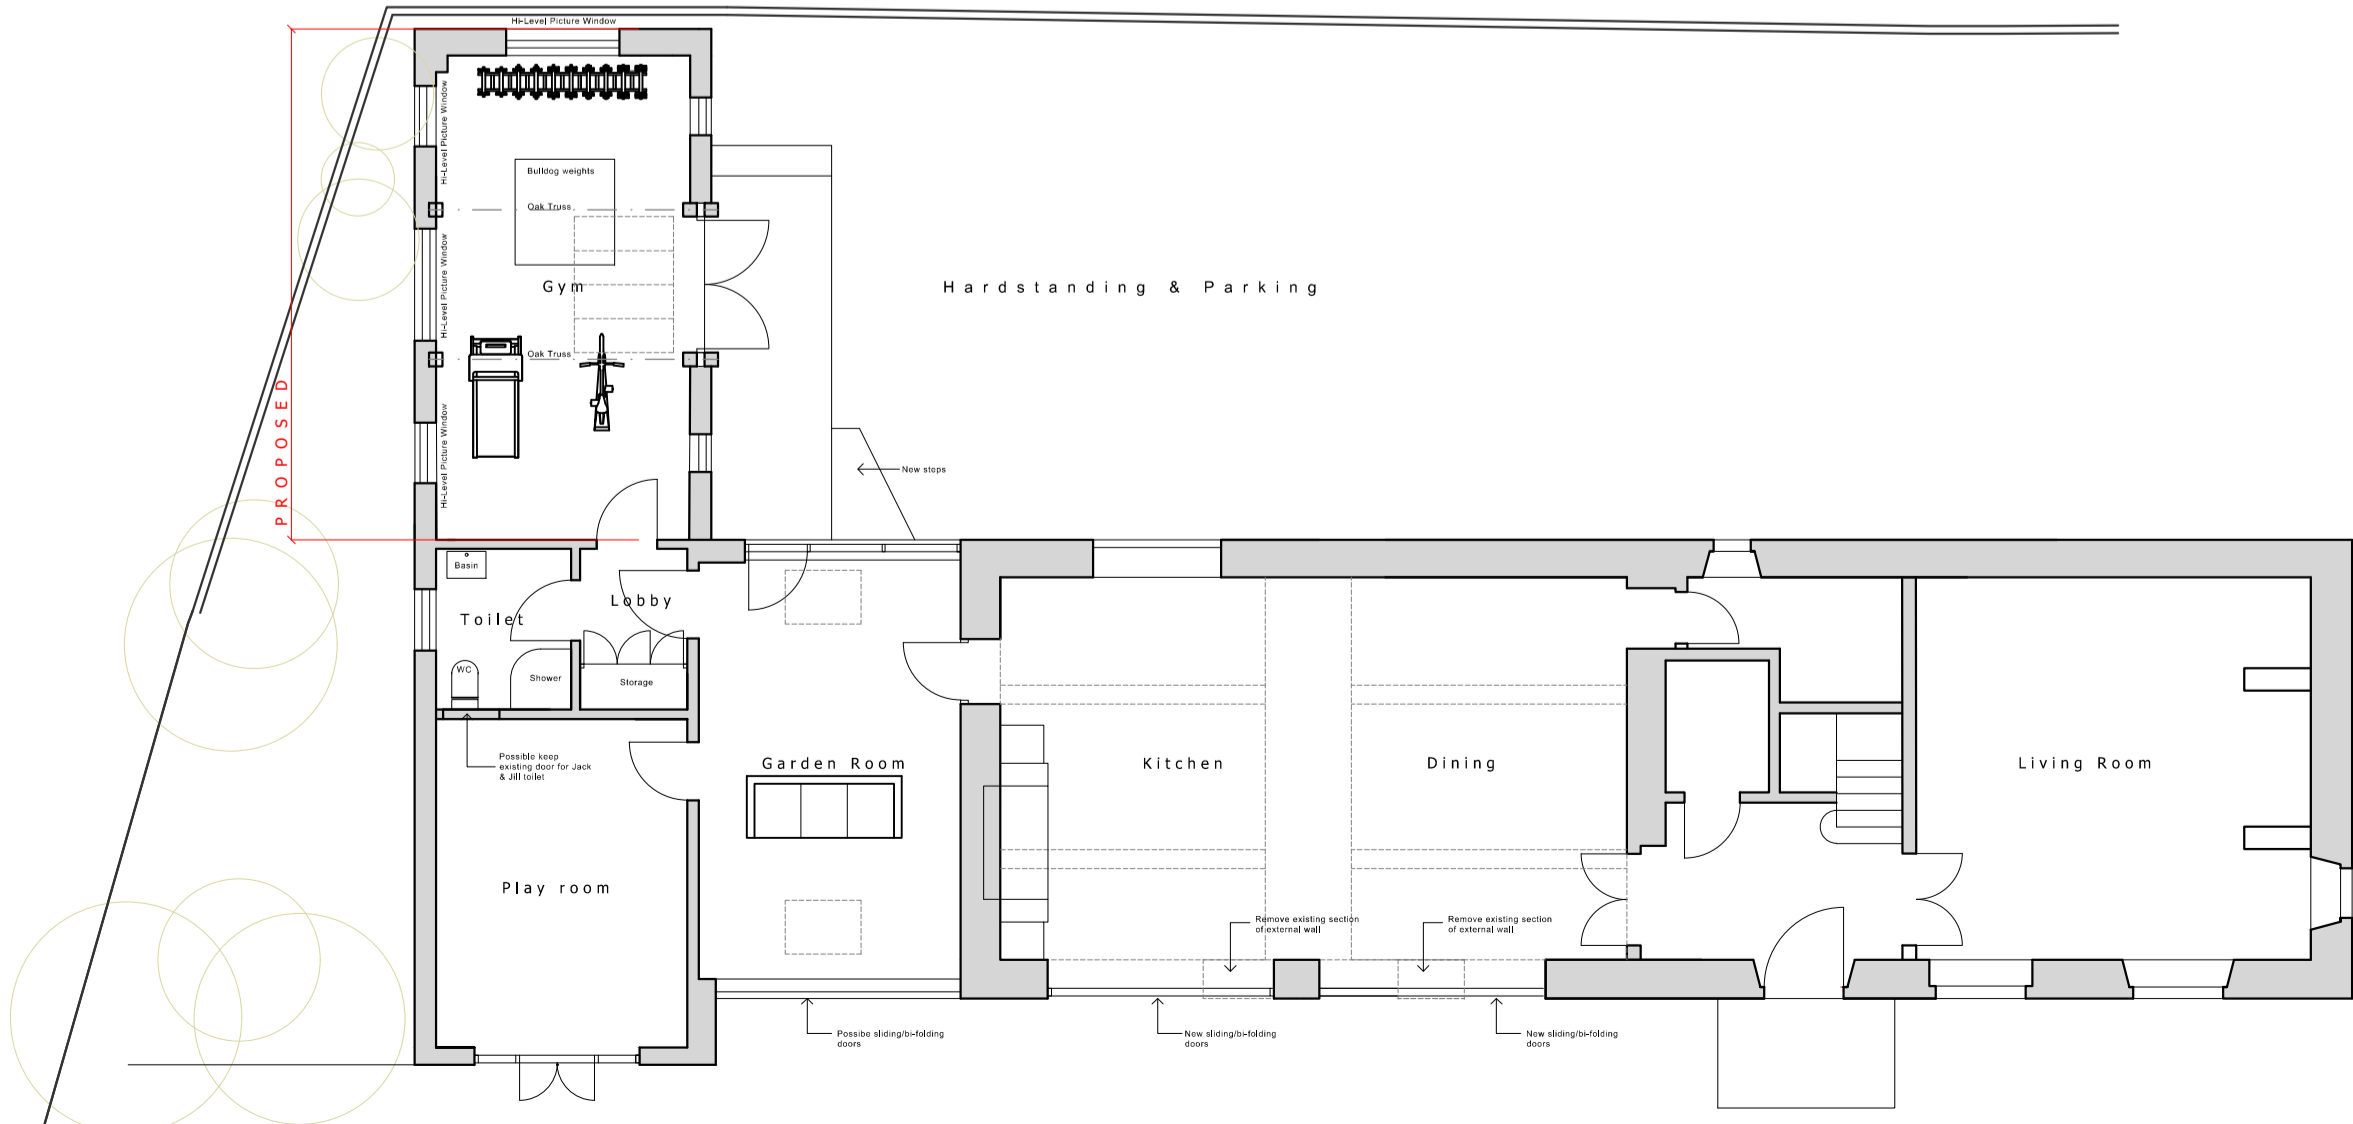 Hi-Level Picture Window
Hi-Level Picture Window
Bulldog weights
Oak Truss
Hi-Level Picture Window
Gym
Hardstanding & Parking
Oak Truss
PROPOSED
Hi-Level Picture Window
New steps
Basin
Lobby
Toilet
WC
Shower
Storage
Possible keep
existing door for Jack
& Jill toilet
Garden Room
Kitchen
Dining
Living Room
Play room
Remove existing section
of external wall
Remove existing section
of external wall
Possibe sliding/bi-folding
doors
New sliding/bi-folding
doors
New sliding/bi-folding
doors